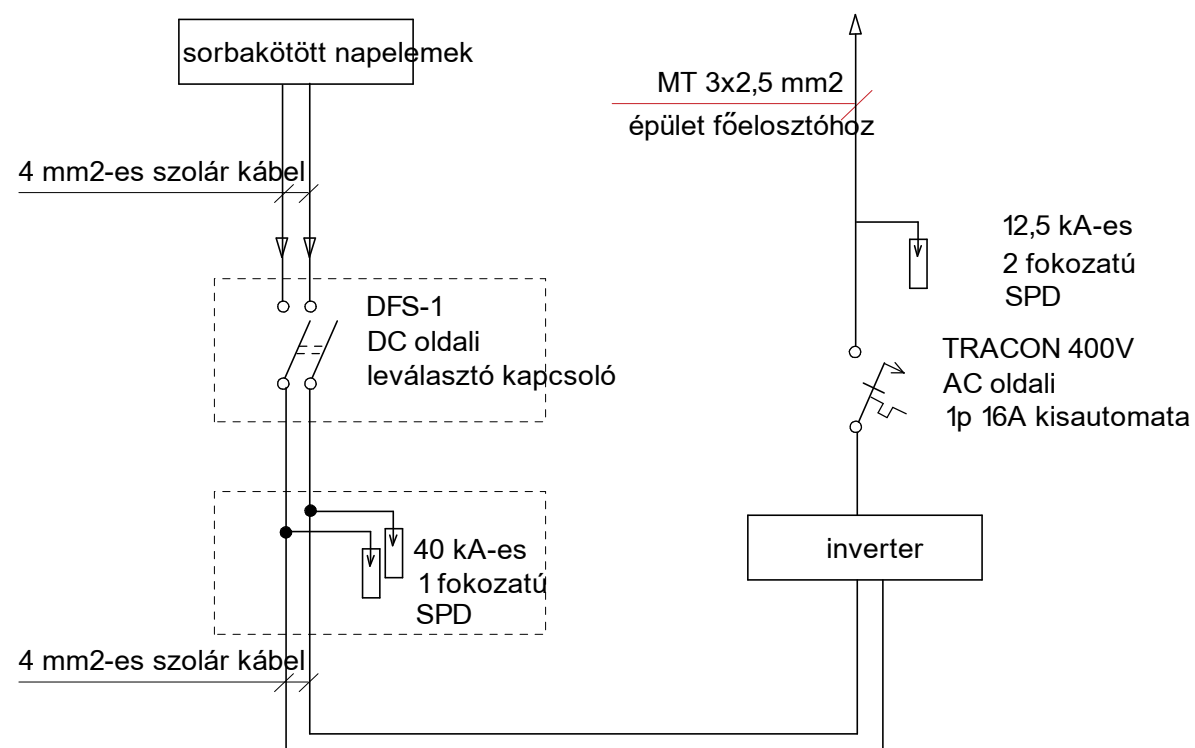 sorbakötött napelemek
4 mm2-es szolár kábel
DFS-1
DC oldali
leválasztó kapcsoló
40 kA-es
1 fokozatú
SPD
4 mm2-es szolár kábel
MT 3x2,5 mm2
épület főelosztóhoz
12,5 kA-es
2 fokozatú
SPD
TRACON 400V
AC oldali
1p 16A kisautomata
inverter